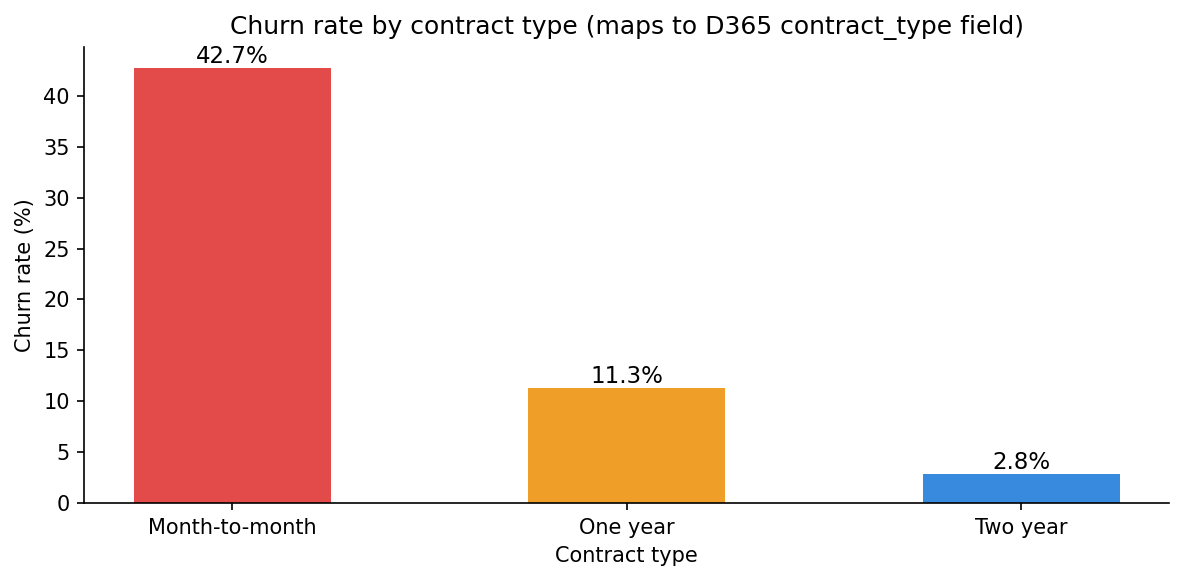 Churn rate by contract type (maps to D365 contract_type field)
Churn rate (%)
40
35
30
25
20
15
10
5
0
42.7%
11.3%
2.8%
Month-to-month
One year
Two year
Contract type